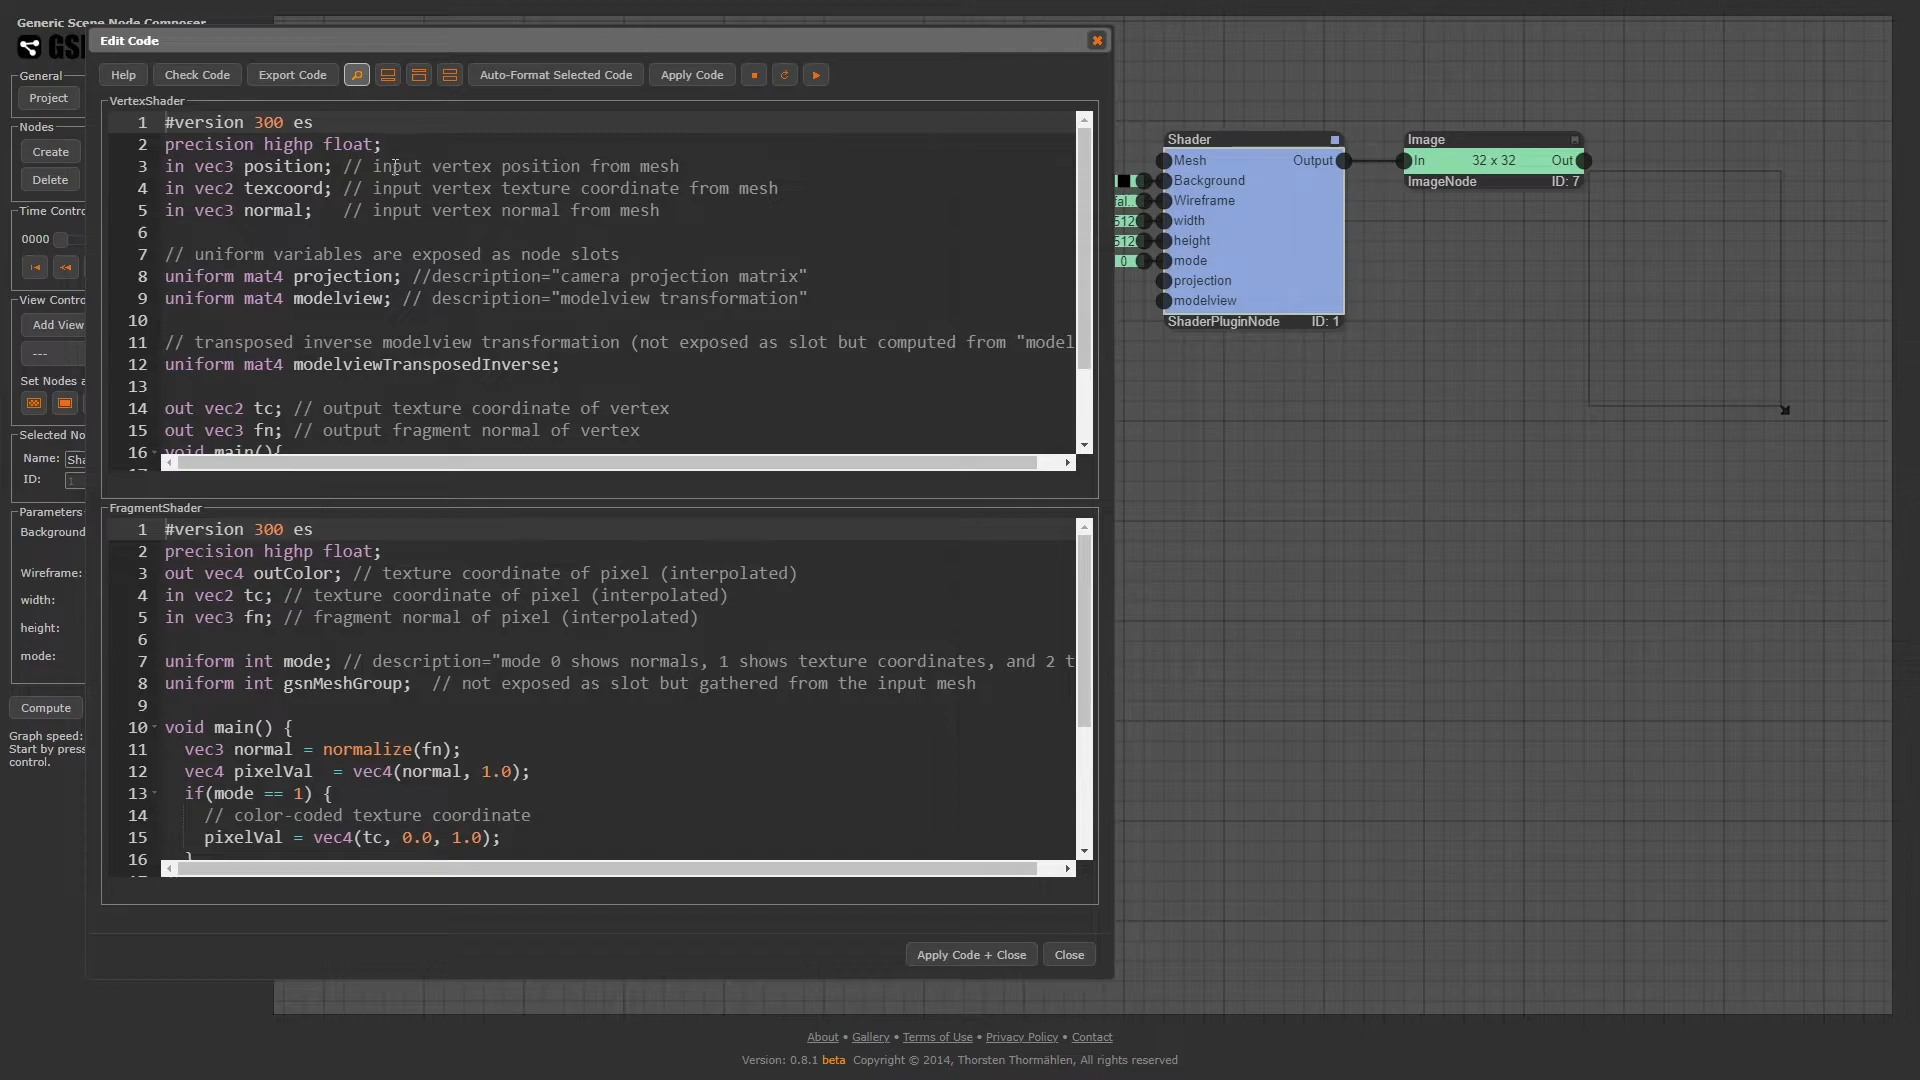 Generic Scene Node Composer
GS
General
Project
Nodes
Create
Delete
Time Contr
0000
View Contro
Add View
---
Set Nodes a
Selected No
Name: Sha
ID: 1
Parameters
Background
Wireframe:
width:
height:
mode:
Compute
Graph speed:
Start by press
control.
Edit Code
Help
Check Code
Export Code
Auto-Format Selected Code
Apply Code
VertexShader
1 #version 300 es
2 precision highp float;
3 in vec3 position; // input vertex position from mesh
4 in vec2 texcoord; // input vertex texture coordinate from mesh
5 in vec3 normal;   // input vertex normal from mesh
6
7 // uniform variables are exposed as node slots
8 uniform mat4 projection; //description="camera projection matrix"
9 uniform mat4 modelview; // description="modelview transformation"
10
11 // transposed inverse modelview transformation (not exposed as slot but computed from "model
12 uniform mat4 modelviewTransposedInverse;
13
14 out vec2 tc; // output texture coordinate of vertex
15 out vec3 fn; // output fragment normal of vertex
16 void main(){
FragmentShader
1 #version 300 es
2 precision highp float;
3 out vec4 outColor; // texture coordinate of pixel (interpolated)
4 in vec2 tc; // texture coordinate of pixel (interpolated)
5 in vec3 fn; // fragment normal of pixel (interpolated)
6
7 uniform int mode; // description="mode 0 shows normals, 1 shows texture coordinates, and 2 t
8 uniform int gsnMeshGroup;  // not exposed as slot but gathered from the input mesh
9
10 void main() {
11   vec3 normal = normalize(fn);
12   vec4 pixelVal  = vec4(normal, 1.0);
13   if(mode == 1) {
14     // color-coded texture coordinate
15     pixelVal = vec4(tc, 0.0, 1.0);
16   }
Apply Code + Close
Close
Shader
Mesh Output
Background
fal... Wireframe
512 width
512 height
0 mode
projection
modelview
ShaderPluginNode ID: 1
Image
In 32 x 32 Out
ImageNode ID: 7
About • Gallery • Terms of Use • Privacy Policy • Contact
Version: 0.8.1 beta Copyright © 2014, Thorsten Thormählen, All rights reserved